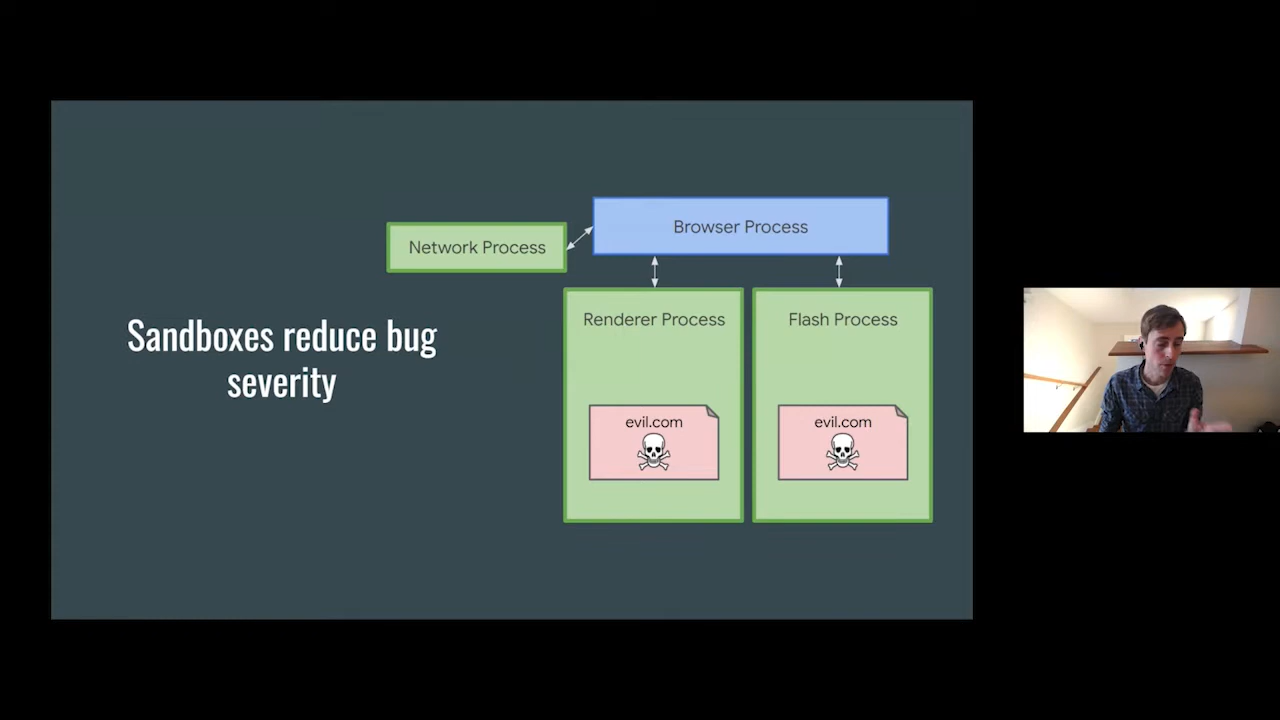 Sandboxes reduce bug
severity
Network Process
Browser Process
Renderer Process
Flash Process
evil.com
evil.com